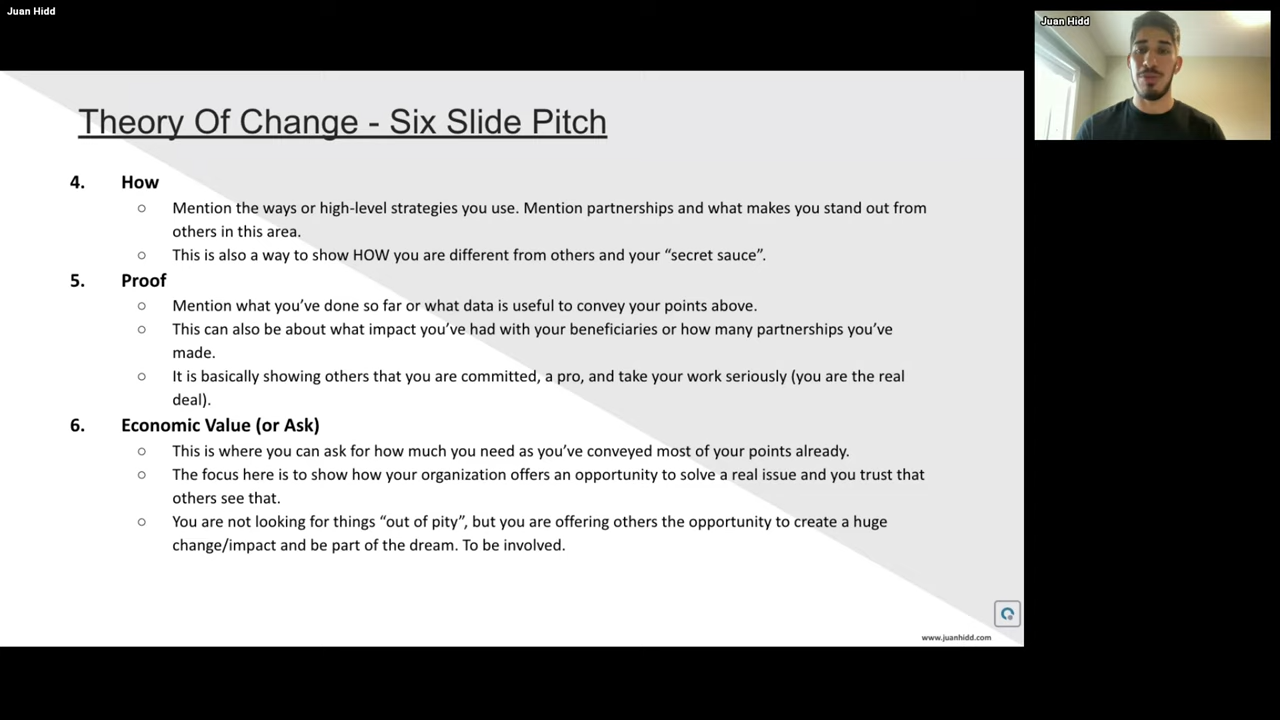 Juan Hidd
Juan Hidd
Theory Of Change - Six Slide Pitch
4. How
○ Mention the ways or high-level strategies you use. Mention partnerships and what makes you stand out from
others in this area.
○ This is also a way to show HOW you are different from others and your “secret sauce”.
5. Proof
○ Mention what you’ve done so far or what data is useful to convey your points above.
○ This can also be about what impact you’ve had with your beneficiaries or how many partnerships you’ve
made.
○ It is basically showing others that you are committed, a pro, and take your work seriously (you are the real
deal).
6. Economic Value (or Ask)
○ This is where you can ask for how much you need as you’ve conveyed most of your points already.
○ The focus here is to show how your organization offers an opportunity to solve a real issue and you trust that
others see that.
○ You are not looking for things “out of pity”, but you are offering others the opportunity to create a huge
change/impact and be part of the dream. To be involved.
www.juanhidd.com